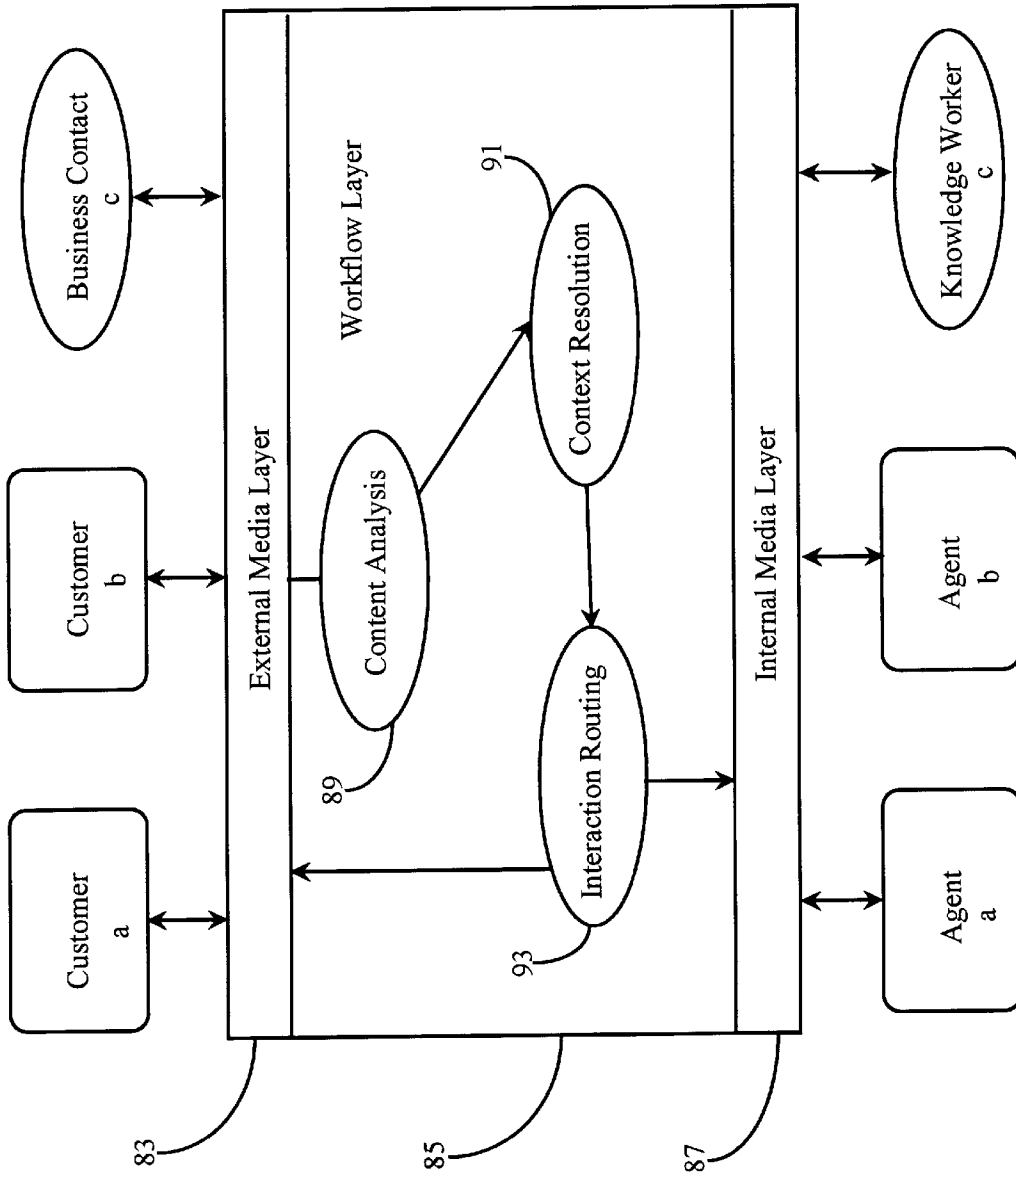 Customer
a
Customer
b
Business Contact
c
83
External Media Layer
Workflow Layer
89
Content Analysis
91
Context Resolution
85
93
Interaction Routing
87
Internal Media Layer
Agent
a
Agent
b
Knowledge Worker
c